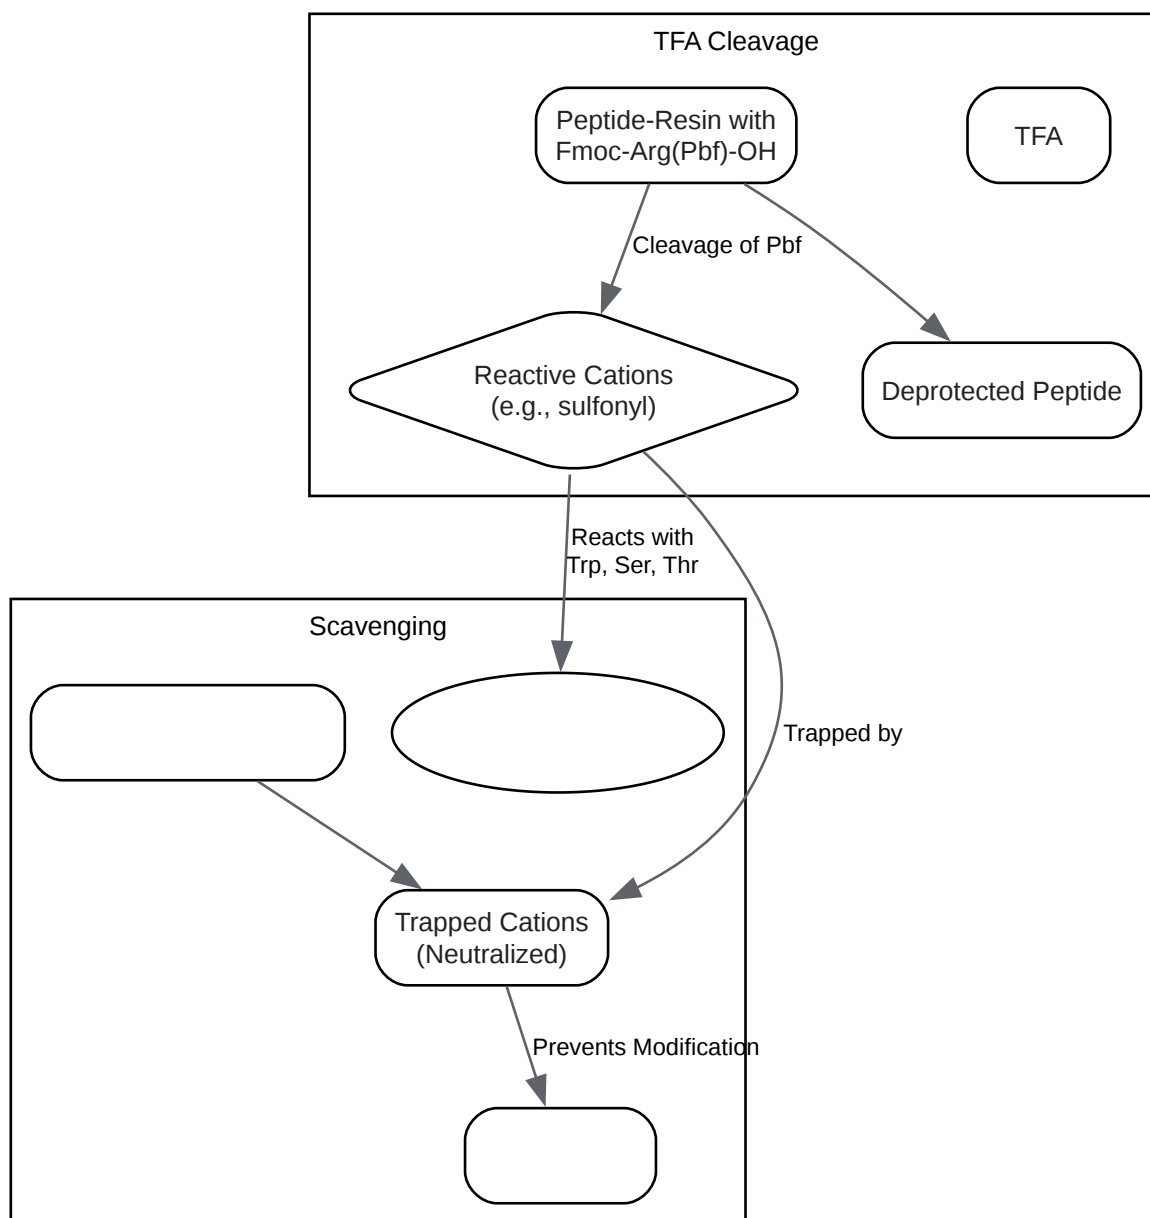 TFA Cleavage
Peptide-Resin with
Fmoc-Arg(Pbf)-OH
TFA
Cleavage of Pbf
Reactive Cations
(e.g., sulfonyl)
Deprotected Peptide
Reacts with
Trp, Ser, Thr
Scavenging
Trapped by
Trapped Cations
(Neutralized)
Prevents Modification